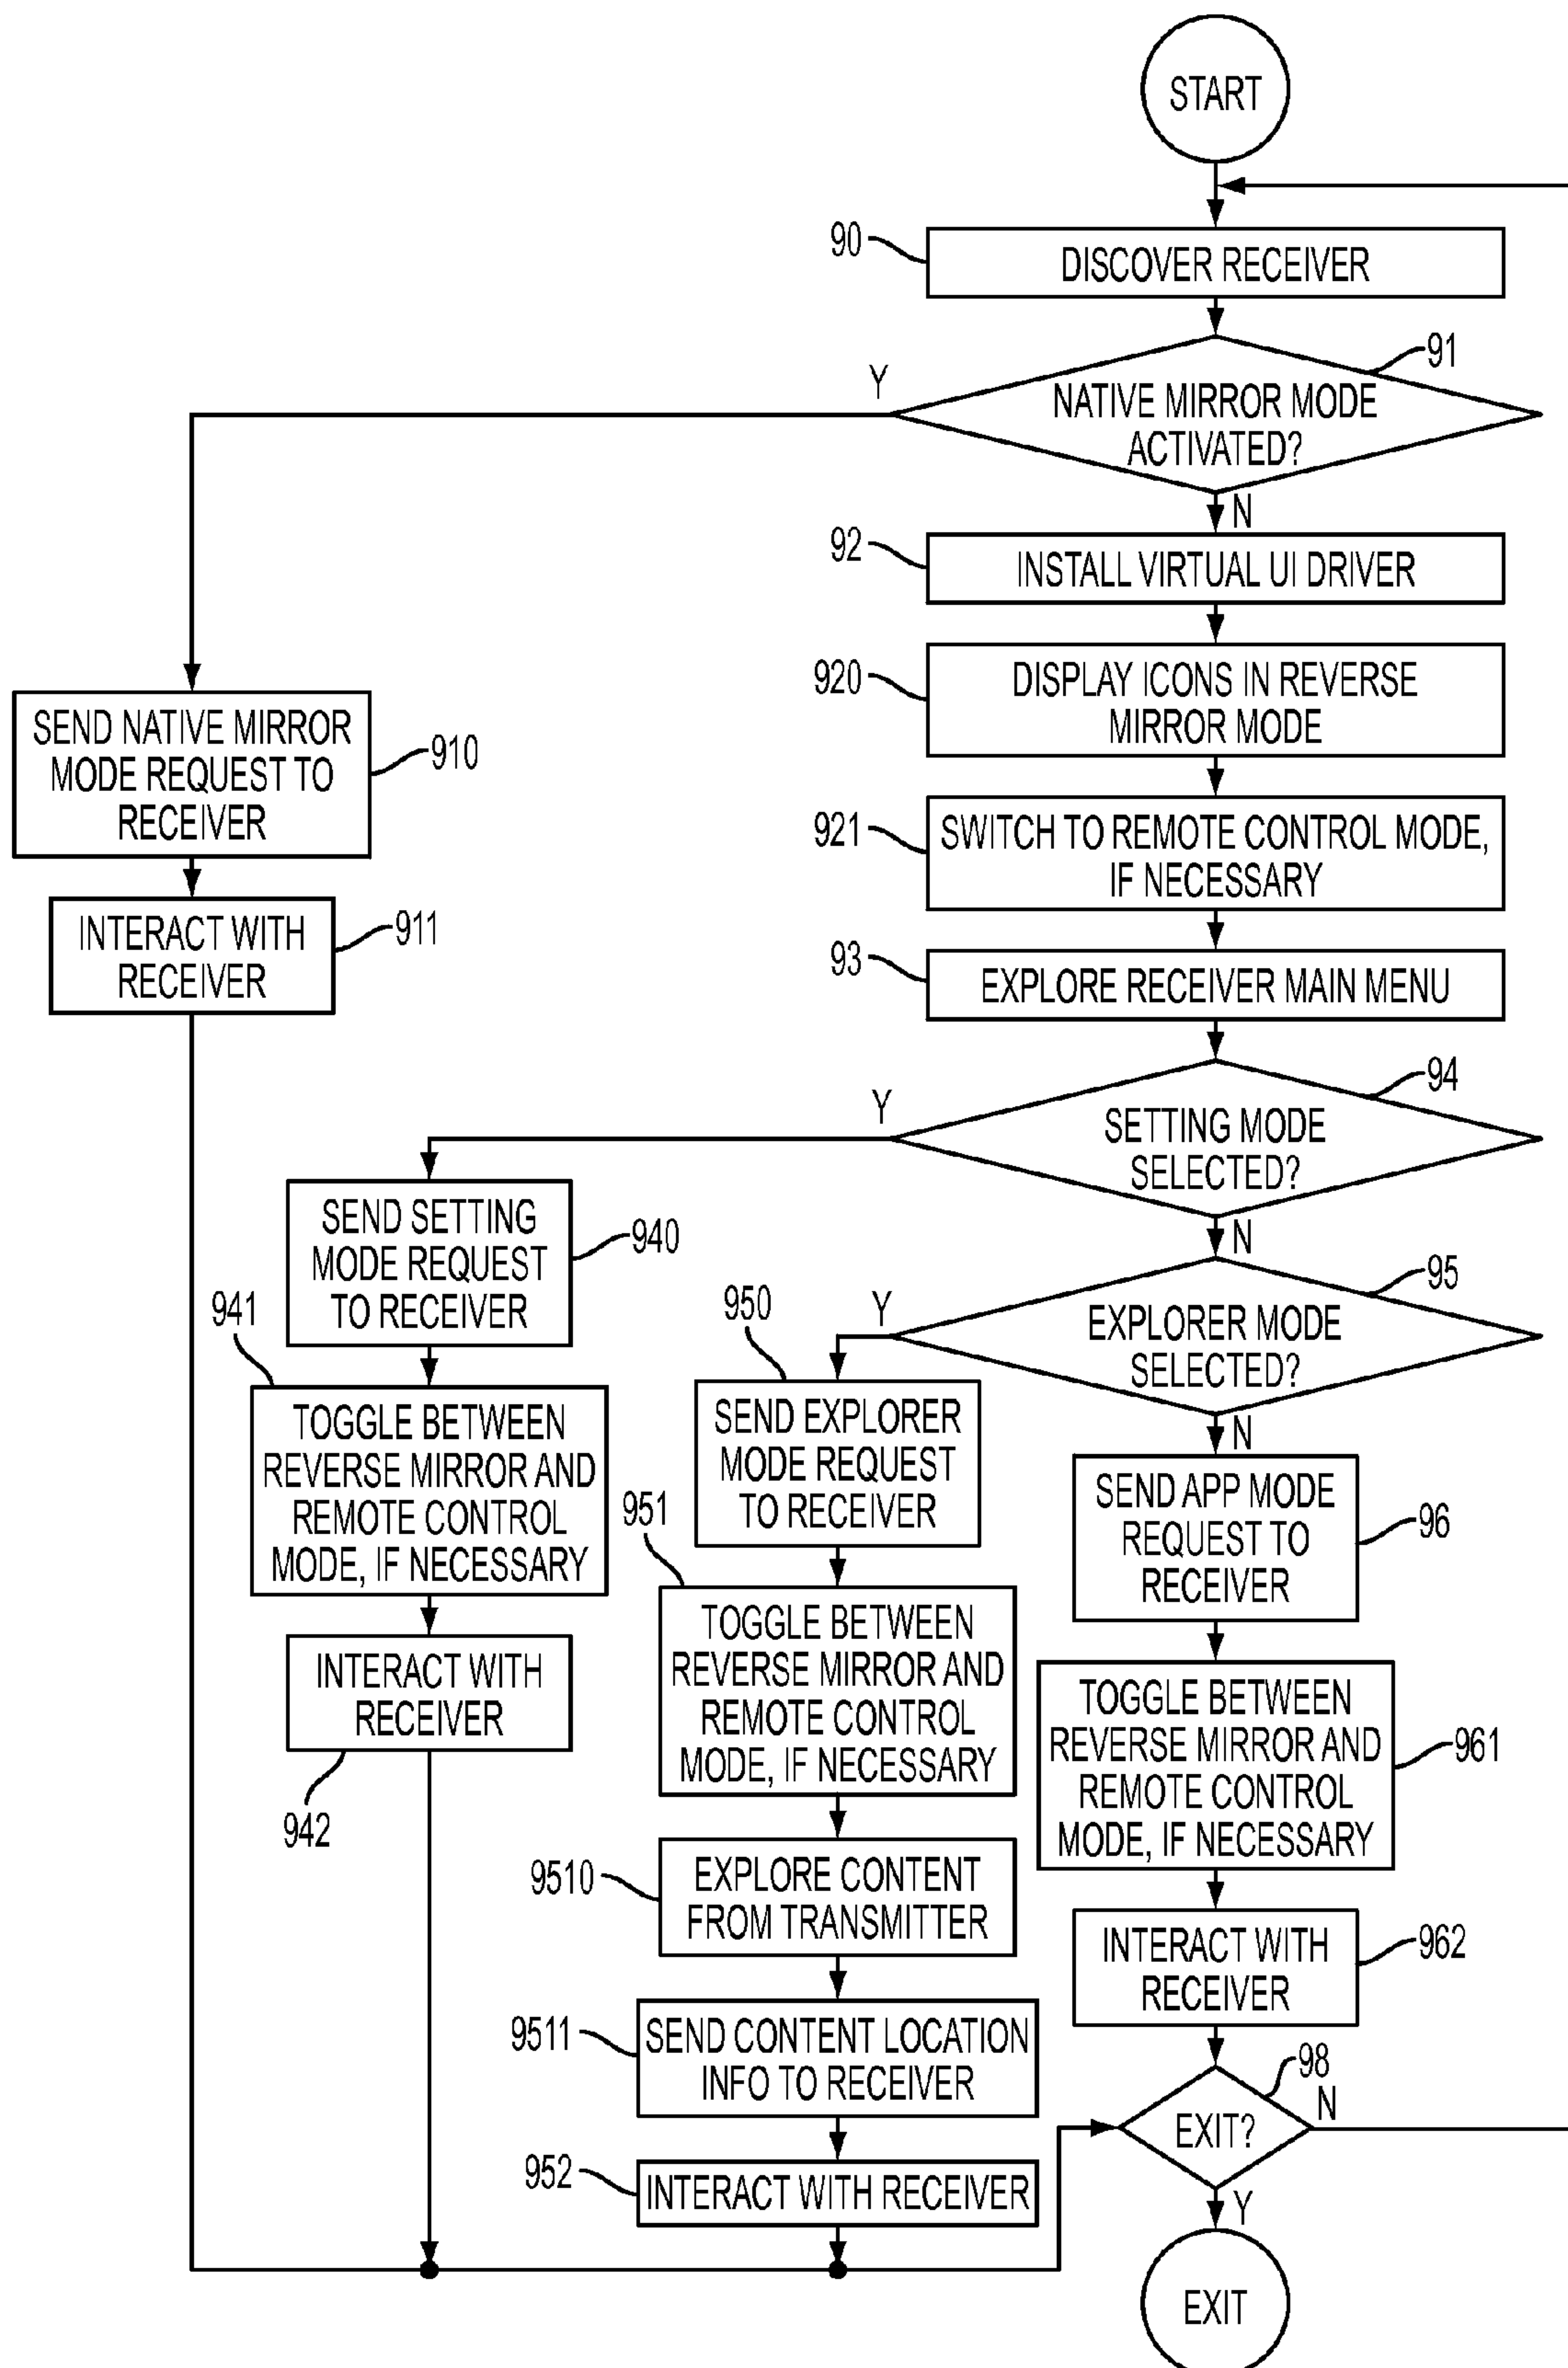 START
90
DISCOVER RECEIVER
91
Y
NATIVE MIRROR MODE
ACTIVATED?
N
92
INSTALL VIRTUAL UI DRIVER
920
DISPLAY ICONS IN REVERSE
MIRROR MODE
SEND NATIVE MIRROR
MODE REQUEST TO
RECEIVER
910
921
SWITCH TO REMOTE CONTROL MODE,
IF NECESSARY
INTERACT WITH
RECEIVER
911
93
EXPLORE RECEIVER MAIN MENU
94
Y
SETTING MODE
SELECTED?
N
SEND SETTING
MODE REQUEST
TO RECEIVER
940
95
Y
EXPLORER MODE
SELECTED?
N
941
TOGGLE BETWEEN
REVERSE MIRROR AND
REMOTE CONTROL
MODE, IF NECESSARY
950
SEND EXPLORER
MODE REQUEST
TO RECEIVER
SEND APP MODE
REQUEST TO
RECEIVER
96
INTERACT WITH
RECEIVER
942
951
TOGGLE BETWEEN
REVERSE MIRROR AND
REMOTE CONTROL
MODE, IF NECESSARY
TOGGLE BETWEEN
REVERSE MIRROR AND
REMOTE CONTROL
MODE, IF NECESSARY
961
9510
EXPLORE CONTENT
FROM TRANSMITTER
INTERACT WITH
RECEIVER
962
9511
SEND CONTENT LOCATION
INFO TO RECEIVER
98
EXIT?
N
952
INTERACT WITH RECEIVER
Y
EXIT